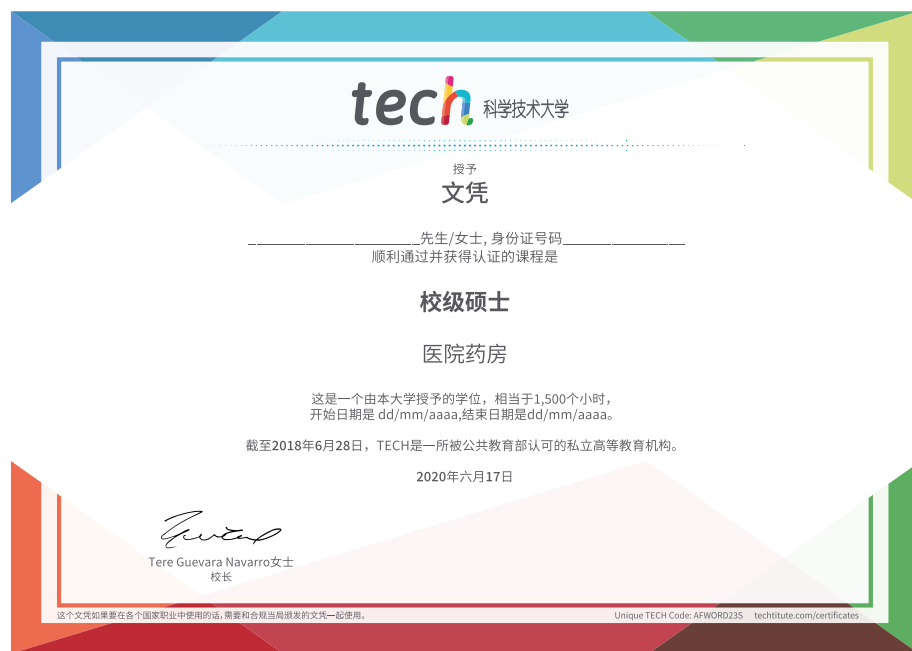 tech 科学技术大学
授予
文凭
______________________先生/女士, 身份证号码________________
顺利通过并获得认证的课程是
校级硕士
医院药房
这是一个由本大学授予的学位，相当于1,500个小时，
开始日期是 dd/mm/aaaa,结束日期是dd/mm/aaaa。
截至2018年6月28日，TECH是一所被公共教育部认可的私立高等教育机构。
2020年六月17日
Tere Guevara Navarro女士
校长
这个文凭如果要在各个国家职业中使用的话,需要和合规当局颁发的文凭一起使用。
Unique TECH Code: AFWORD23S techtitute.com/certificates